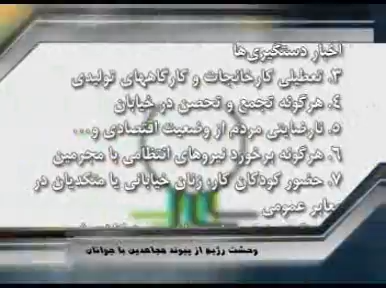 اخبار دستگیری‌ها
۳. تعطیلی کارخانجات و کارگاههای تولیدی
۴. هرگونه تجمع و تحصن در خیابان
۵. نارضایتی مردم از وضعیت اقتصادی و...
۶. هرگونه برخورد نیروهای انتظامی با مجرمین
۷. حضور کودکان کار، زنان خیابانی یا متکدیان در
معابر عمومی
وحشت رژیم از پیوند مجاهدین با جوانان